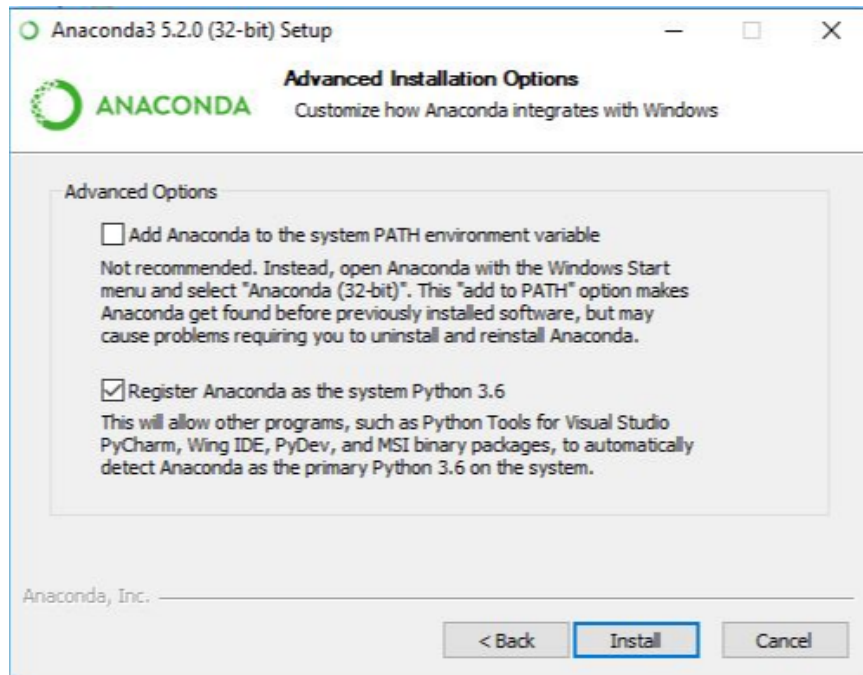 Anaconda3 5.2.0 (32-bit) Setup
ANACONDA
Advanced Installation Options
Customize how Anaconda integrates with Windows
Advanced Options
Add Anaconda to the system PATH environment variable
Not recommended. Instead, open Anaconda with the Windows Start
menu and select "Anaconda (32-bit)". This "add to PATH" option makes
Anaconda get found before previously installed software, but may
cause problems requiring you to uninstall and reinstall Anaconda.
Register Anaconda as the system Python 3.6
This will allow other programs, such as Python Tools for Visual Studio
PyCharm, Wing IDE, PyDev, and MSI binary packages, to automatically
detect Anaconda as the primary Python 3.6 on the system.
Anaconda, Inc.
< Back
Install
Cancel